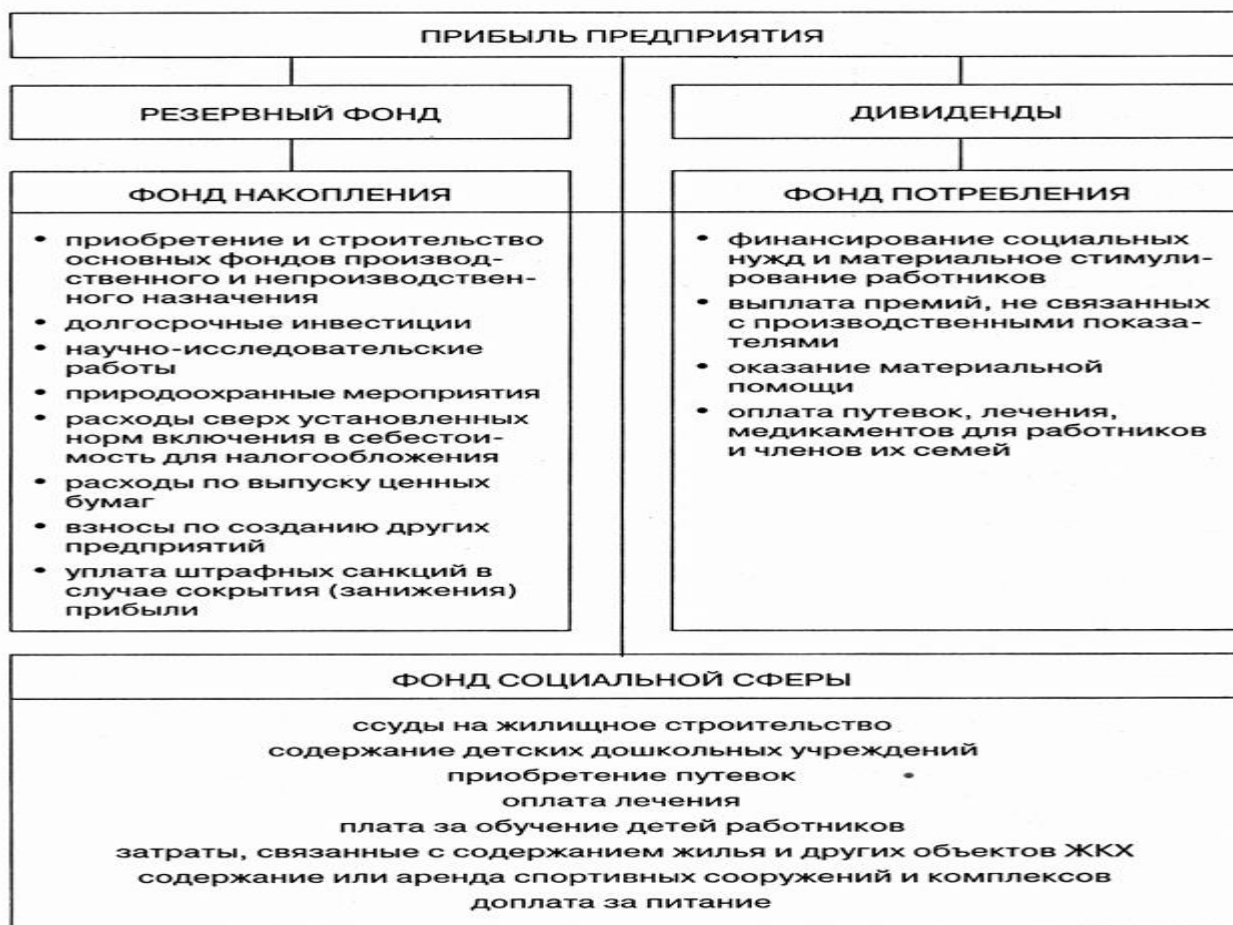 ПРИБЫЛЬ ПРЕДПРИЯТИЯ
РЕЗЕРВНЫЙ ФОНД
ДИВИДЕНДЫ
ФОНД НАКОПЛЕНИЯ
• приобретение и строительство
основных фондов производ-
ственного и непроизводствен-
ного назначения
• долгосрочные инвестиции
• научно-исследовательские
работы
• природоохранные мероприятия
• расходы сверх установленных
норм включения в себестои-
мость для налогообложения
• расходы по выпуску ценных
бумаг
• взносы по созданию других
предприятий
• уплата штрафных санкций в
случае сокрытия (занижения)
прибыли
ФОНД ПОТРЕБЛЕНИЯ
• финансирование социальных
нужд и материальное стимули-
рование работников
• выплата премий, не связанных
с производственными показа-
телями
• оказание материальной
помощи
• оплата путевок, лечения,
медикаментов для работников
и членов их семей
ФОНД СОЦИАЛЬНОЙ СФЕРЫ
ссуды на жилищное строительство
содержание детских дошкольных учреждений
приобретение путевок
оплата лечения
плата за обучение детей работников
затраты, связанные с содержанием жилья и других объектов ЖКХ
содержание или аренда спортивных сооружений и комплексов
доплата за питание